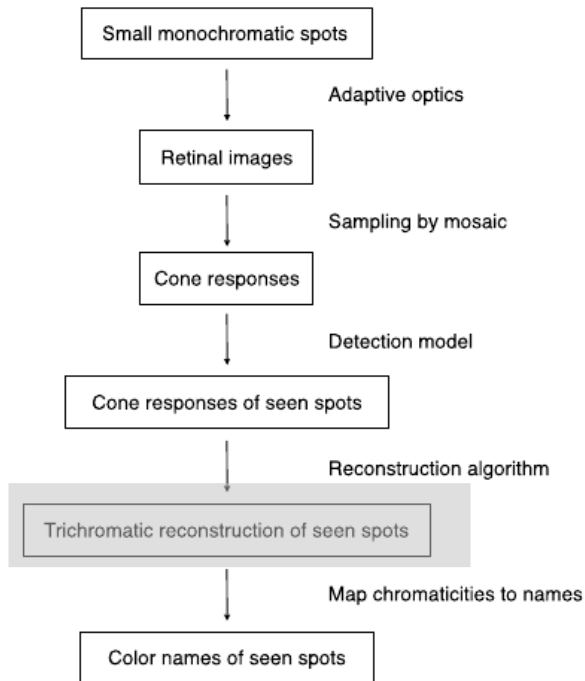 Small monochromatic spots
Adaptive optics
Retinal images
Sampling by mosaic
Cone responses
Detection model
Cone responses of seen spots
Reconstruction algorithm
Trichromatic reconstruction of seen spots
Map chromaticities to names
Color names of seen spots